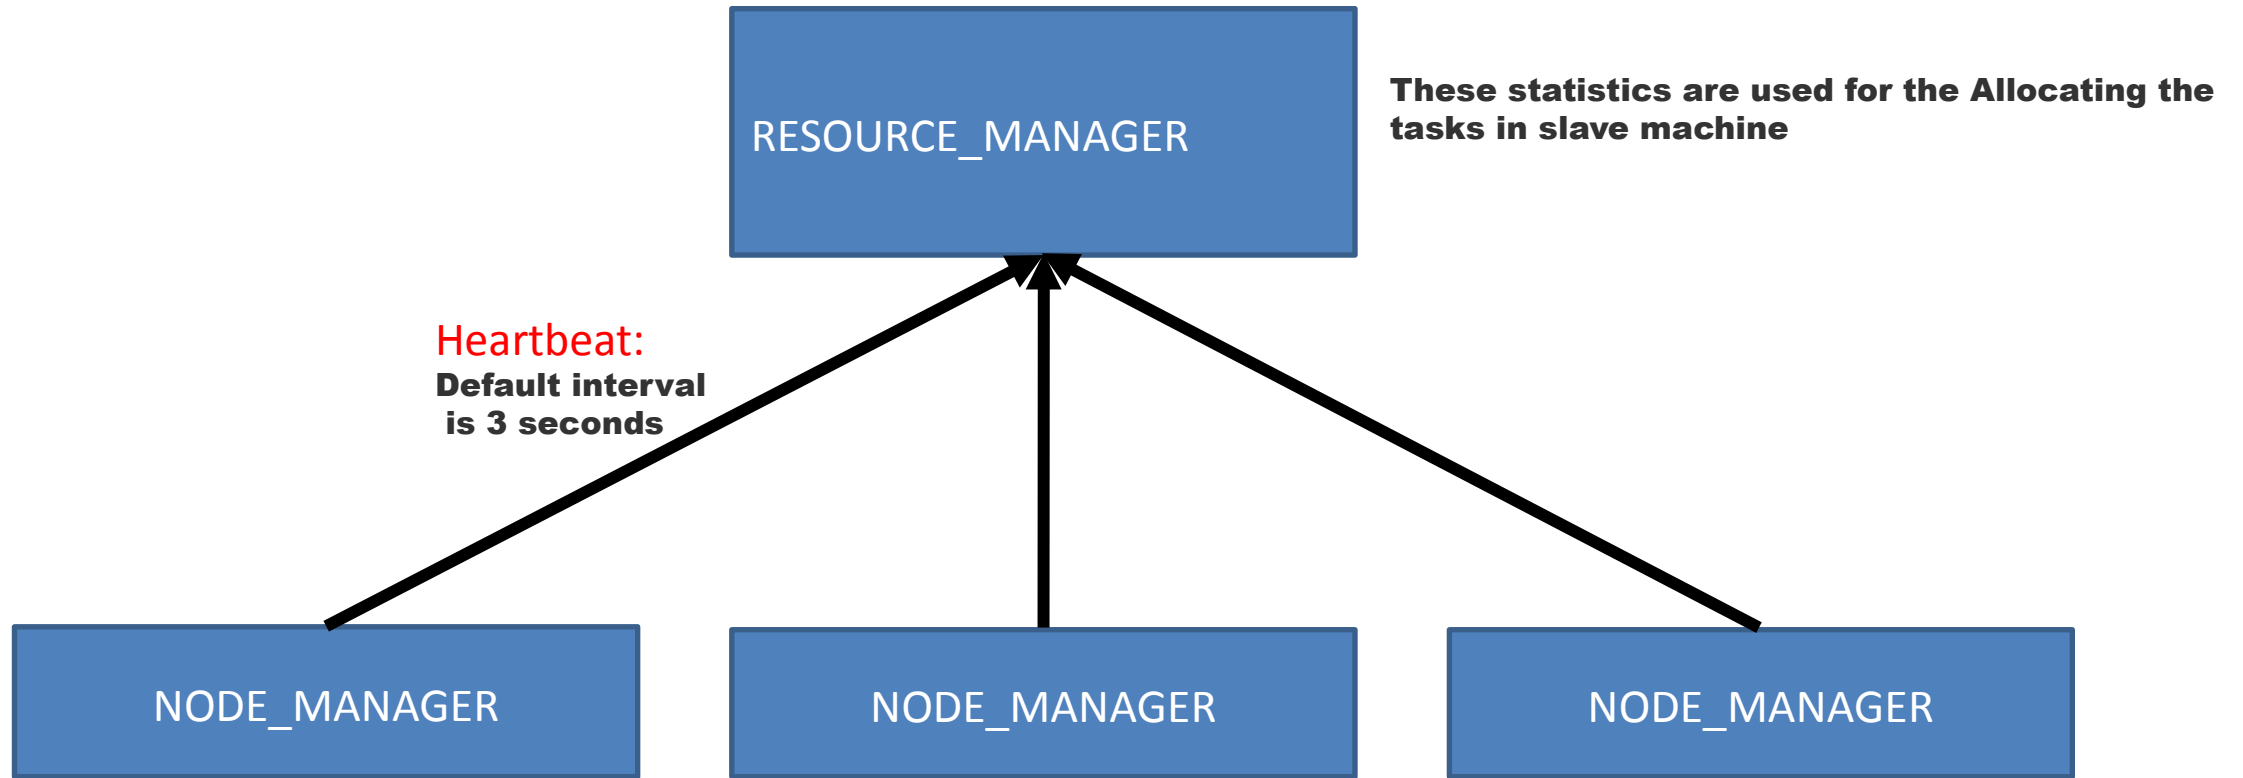 RESOURCE_MANAGER
These statistics are used for the Allocating the
tasks in slave machine
Heartbeat:
Default interval
is 3 seconds
NODE_MANAGER
NODE_MANAGER
NODE_MANAGER